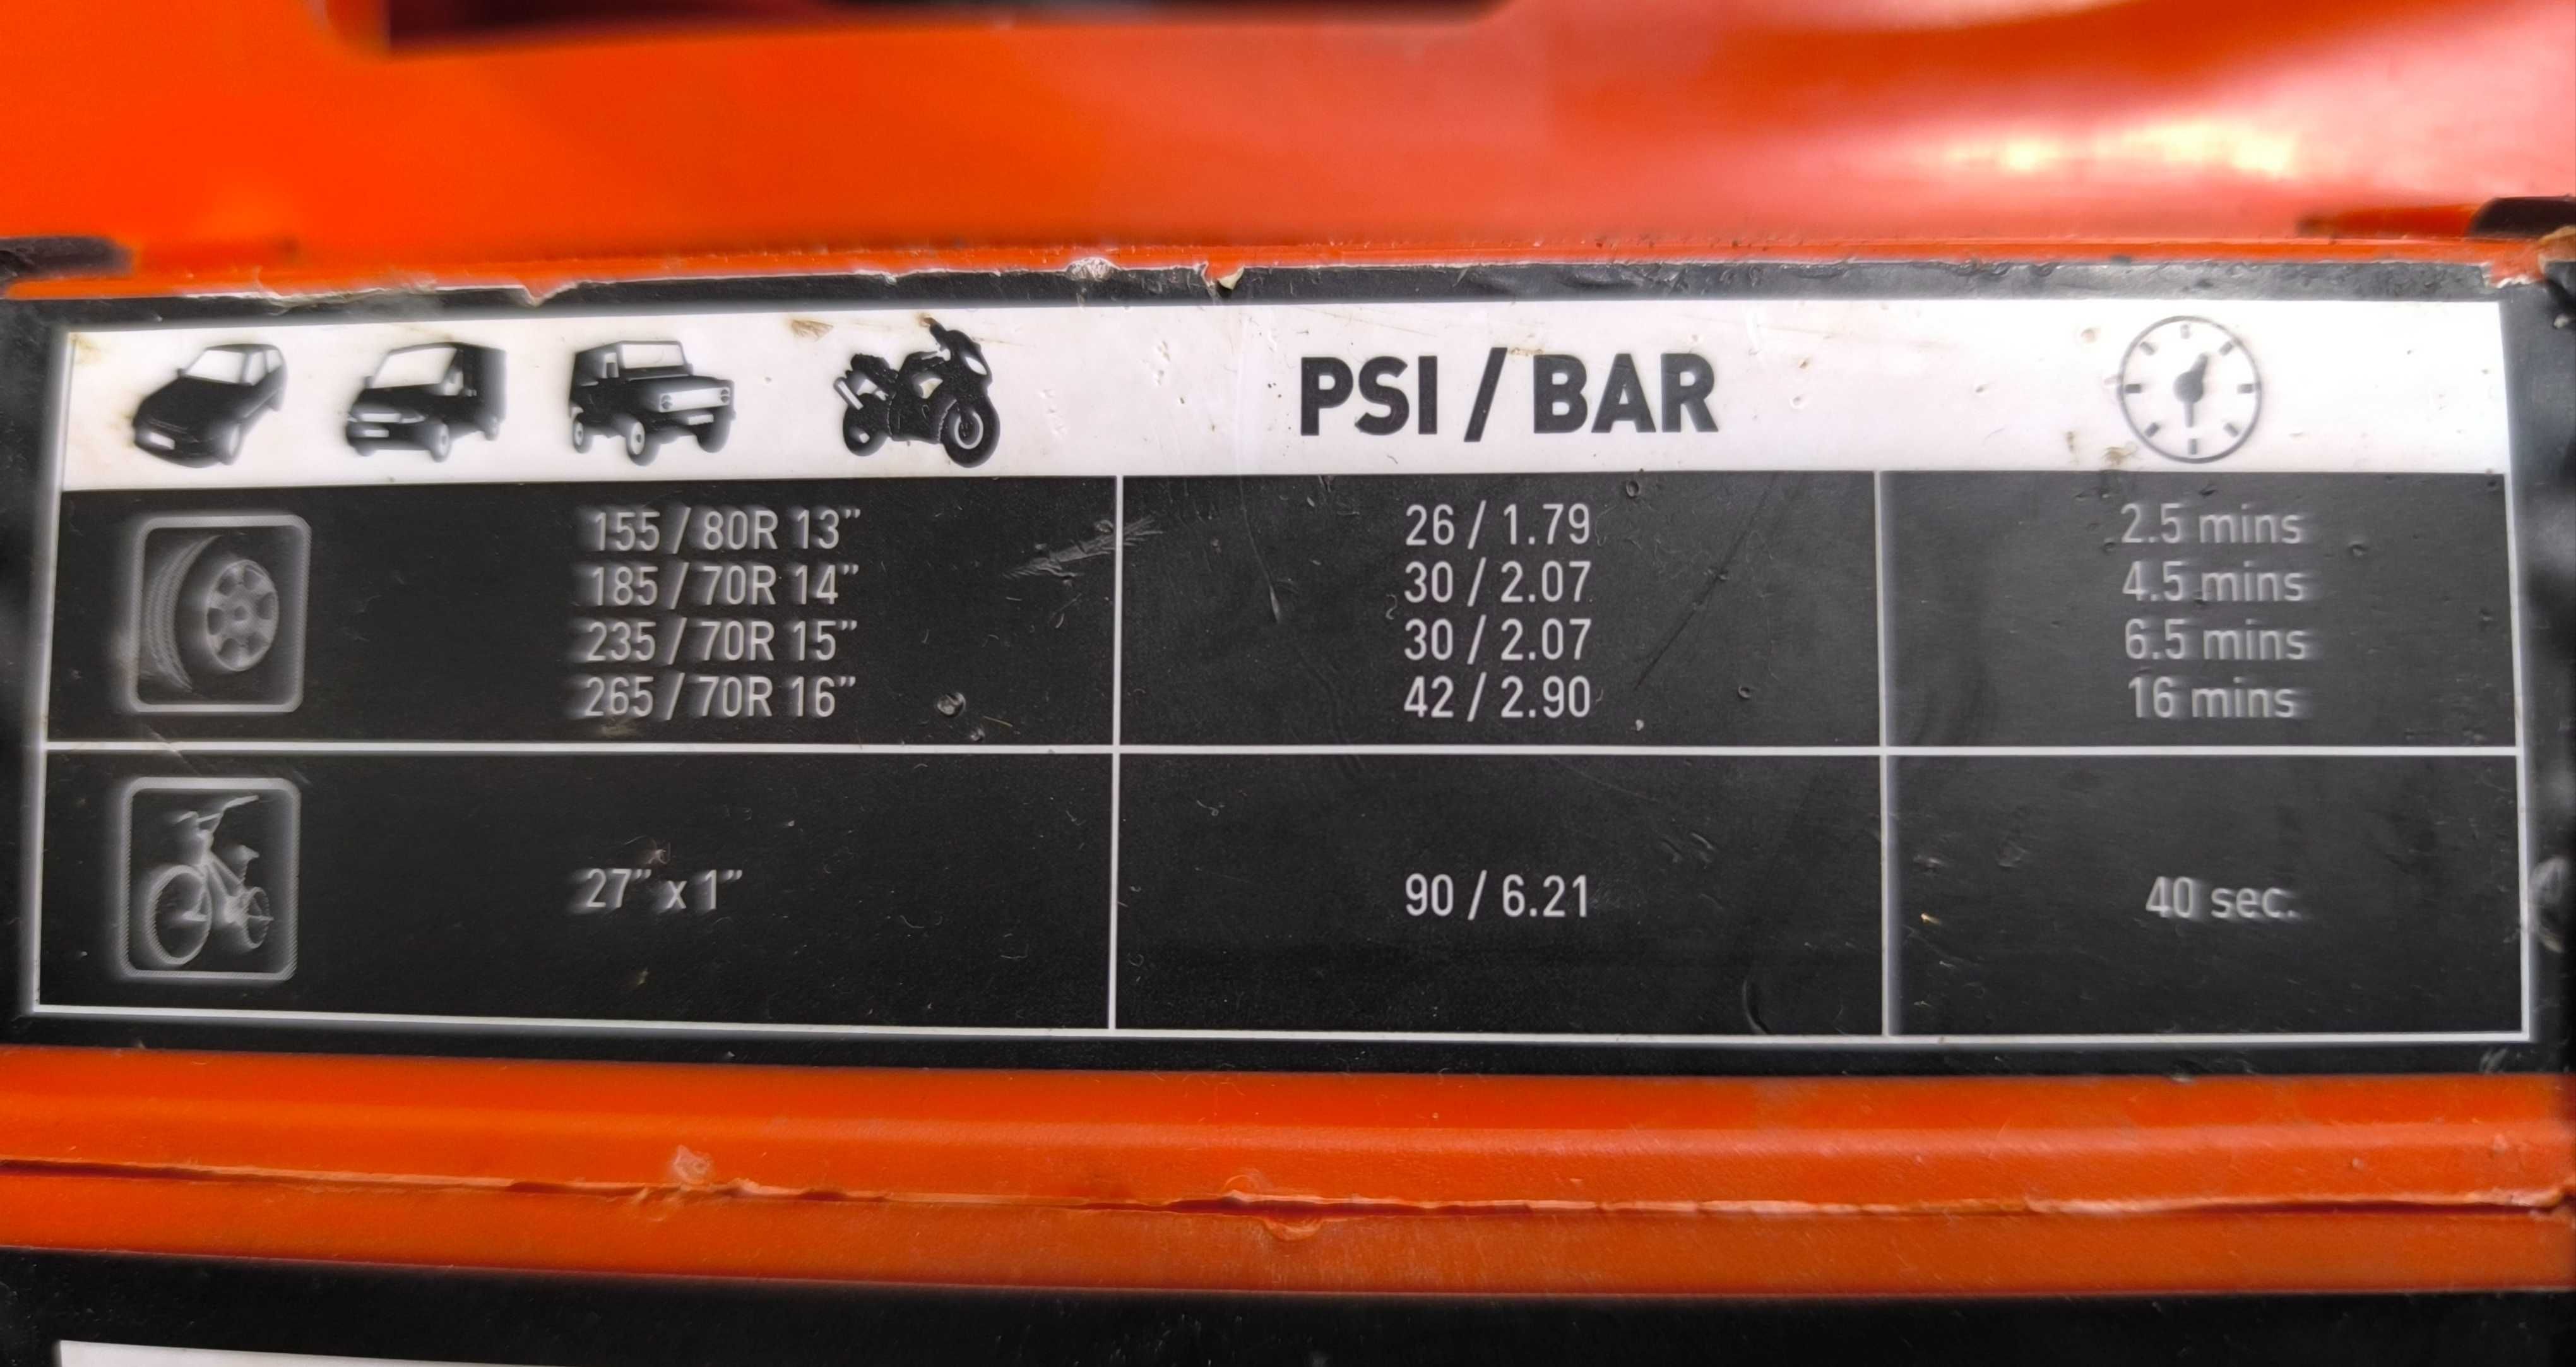 PSI / BAR
155 / 80R 13” 26 / 1.79 2.5 mins
185 / 70R 14” 30 / 2.07 4.5 mins
235 / 70R 15” 30 / 2.07 6.5 mins
265 / 70R 16” 42 / 2.90 16 mins
27” x 1” 90 / 6.21 40 sec.